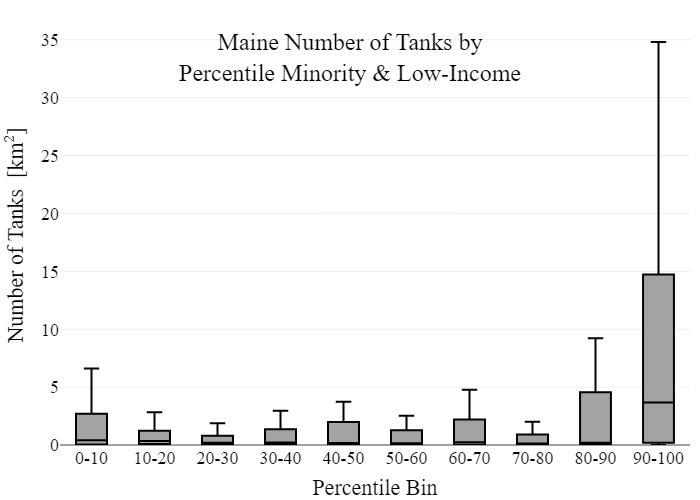 Maine Number of Tanks by
Percentile Minority & Low-Income
Number of Tanks [km²]
35
30
25
20
15
10
5
0
0-10 10-20 20-30 30-40 40-50 50-60 60-70 70-80 80-90 90-100
Percentile Bin